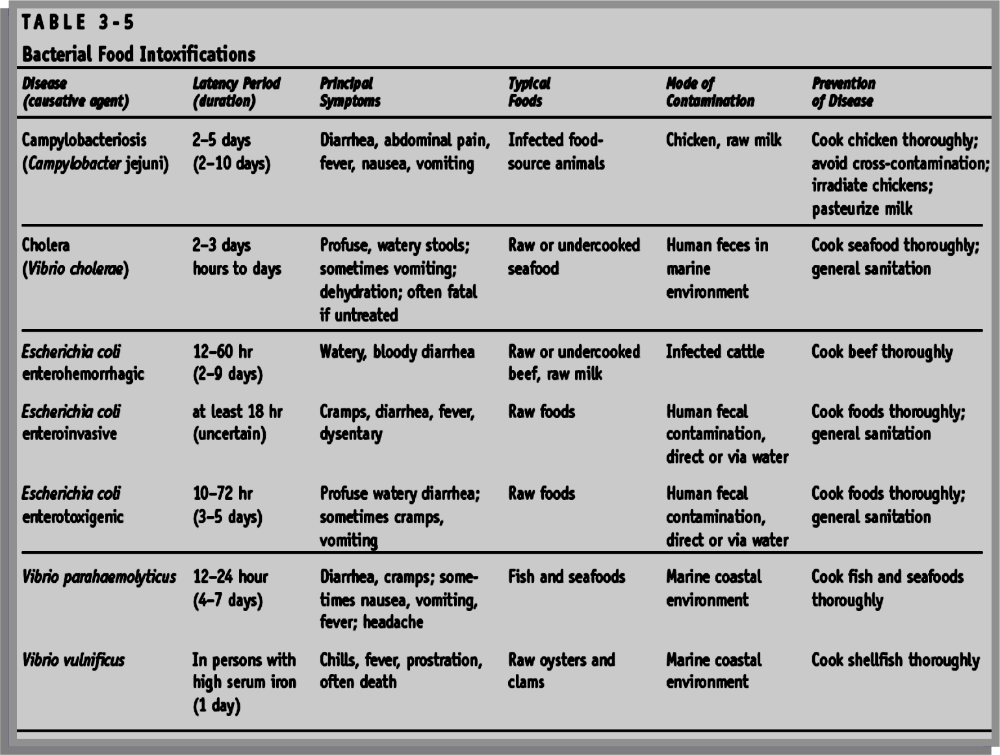 TABLE 3-5
Bacterial Food Intoxifications
Disease (causative agent) Latency Period (duration) Principal Symptoms Typical Foods Mode of Contamination Prevention of Disease
Campylobacteriosis 2–5 days Diarrhea, abdominal pain, Infected food- Chicken, raw milk Cook chicken thoroughly;
(Campylobacter jejuni) (2–10 days) fever, nausea, vomiting source animals avoid cross-contamination;
irradiate chickens;
pasteurize milk
Cholera 2–3 days Profuse, watery stools; Raw or undercooked Human feces in Cook seafood thoroughly;
(Vibrio cholerae) hours to days sometimes vomiting; seafood marine general sanitation
dehydration; often fatal environment
if untreated
Escherichia coli 12–60 hr Watery, bloody diarrhea Raw or undercooked Infected cattle Cook beef thoroughly
enterohemorrhagic (2–9 days) beef, raw milk
Escherichia coli at least 18 hr Cramps, diarrhea, fever, Raw foods Human fecal Cook foods thoroughly;
enteroinvasive (uncertain) dysentary contamination, general sanitation
direct or via water
Escherichia coli 10–72 hr Profuse watery diarrhea; Raw foods Human fecal Cook foods thoroughly;
enterotoxigenic (3–5 days) sometimes cramps, contamination, general sanitation
vomiting direct or via water
Vibrio parahaemolyticus 12–24 hour Diarrhea, cramps; some- Fish and seafoods Marine coastal Cook fish and seafoods
(4–7 days) times nausea, vomiting, environment thoroughly
fever; headache
Vibrio vulnificus In persons with Chills, fever, prostration, Raw oysters and Marine coastal Cook shellfish thoroughly
high serum iron often death clams environment
(1 day)